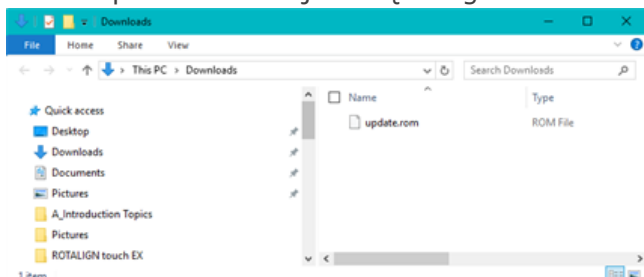 Downloads
File Home Share View
This PC > Downloads
Search Downloads
Name Type
update.rom ROM File
Quick access
Desktop
Downloads
Documents
Pictures
A_Introduction Topics
Pictures
ROTALIGN touch EX
1 item